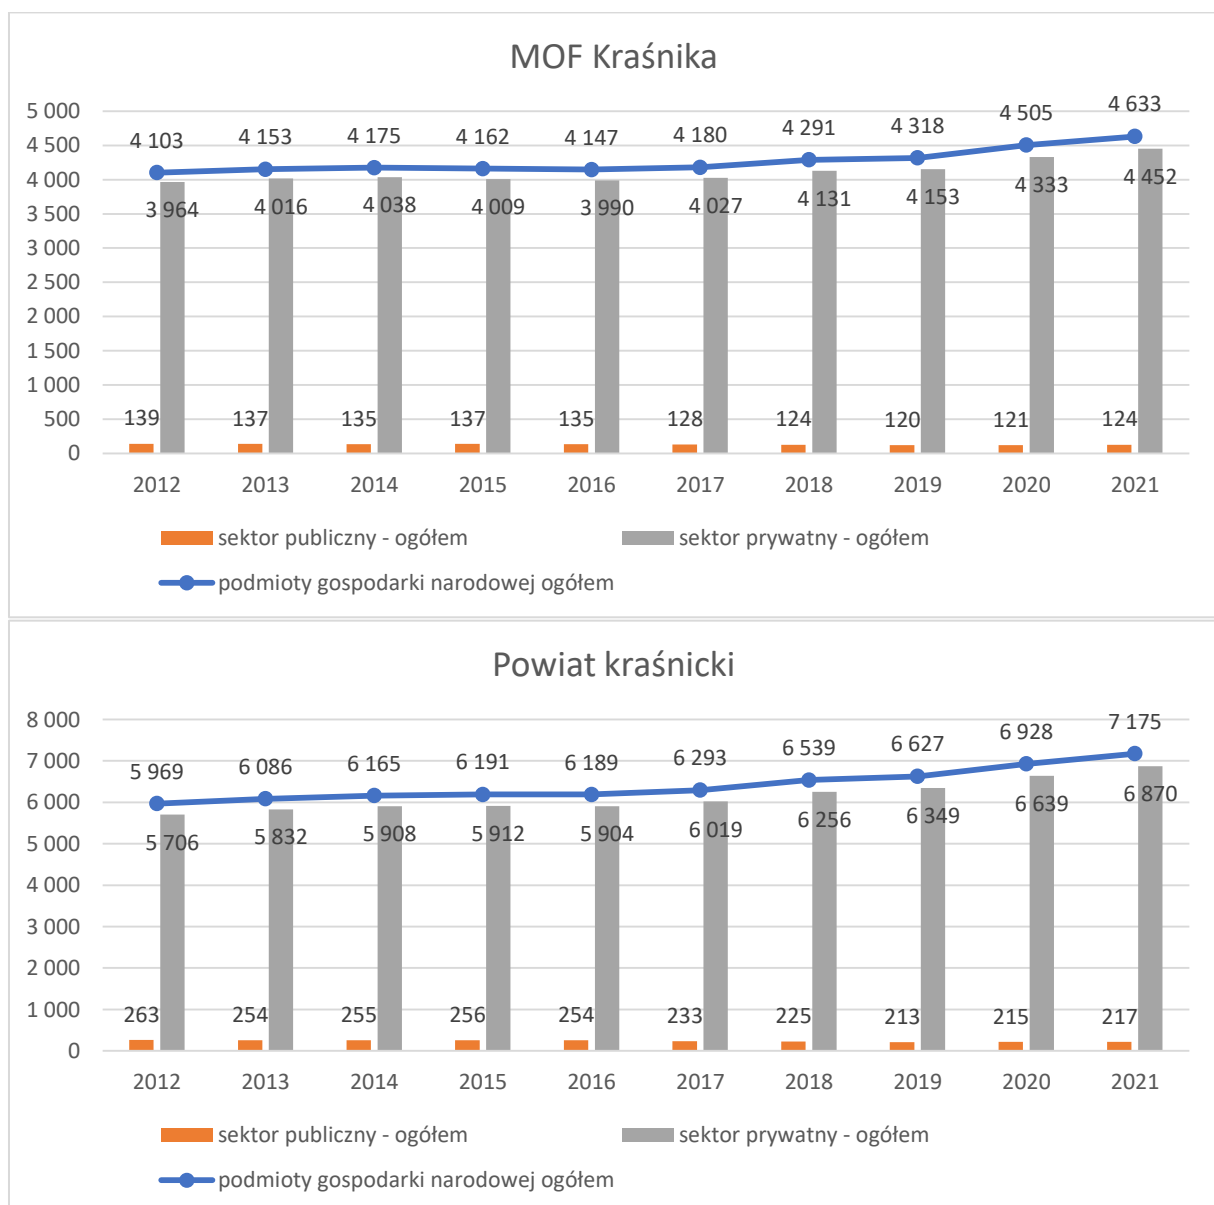 MOF Kraśnika
5 000
4 500
4 000
3 500
3 000
2 500
2 000
1 500
1 000
500
0
4 103 4 153 4 175 4 162 4 147 4 180 4 291 4 318 4 505 4 633
3 964 4 016 4 038 4 009 3 990 4 027 4 131 4 153 4 333 4 452
139 137 135 137 135 128 124 120 121 124
2012 2013 2014 2015 2016 2017 2018 2019 2020 2021
sektor publiczny - ogółem sektor prywatny - ogółem
podmioty gospodarki narodowej ogółem
Powiat kraśnicki
8 000
7 000
6 000
5 000
4 000
3 000
2 000
1 000
0
5 969 6 086 6 165 6 191 6 189 6 293 6 539 6 627 6 928 7 175
5 706 5 832 5 908 5 912 5 904 6 019 6 256 6 349 6 639 6 870
263 254 255 256 254 233 225 213 215 217
2012 2013 2014 2015 2016 2017 2018 2019 2020 2021
sektor publiczny - ogółem sektor prywatny - ogółem
podmioty gospodarki narodowej ogółem